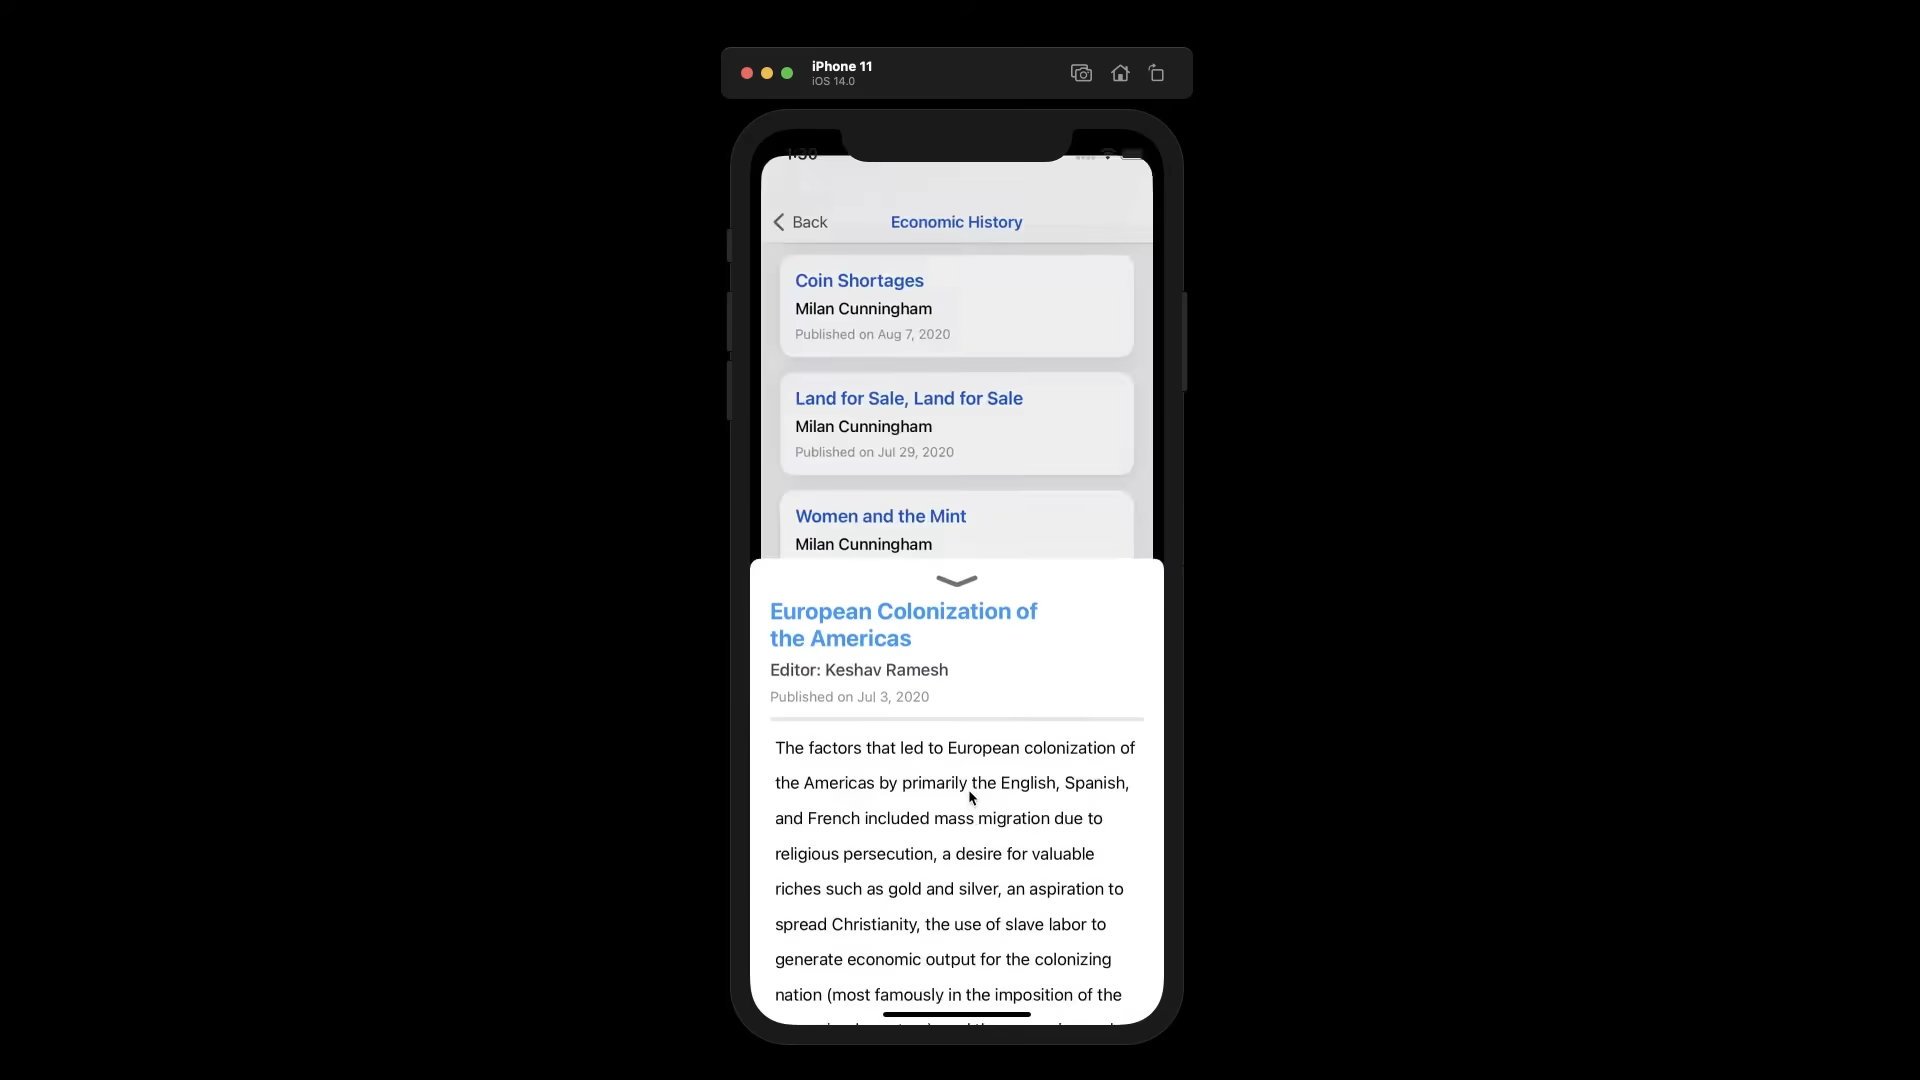 iPhone 11
iOS 14.0
1:30
Back
Economic History
Coin Shortages
Milan Cunningham
Published on Aug 7, 2020
Land for Sale, Land for Sale
Milan Cunningham
Published on Jul 29, 2020
Women and the Mint
Milan Cunningham
European Colonization of
the Americas
Editor: Keshav Ramesh
Published on Jul 3, 2020
The factors that led to European colonization of
the Americas by primarily the English, Spanish,
and French included mass migration due to
religious persecution, a desire for valuable
riches such as gold and silver, an aspiration to
spread Christianity, the use of slave labor to
generate economic output for the colonizing
nation (most famously in the imposition of the